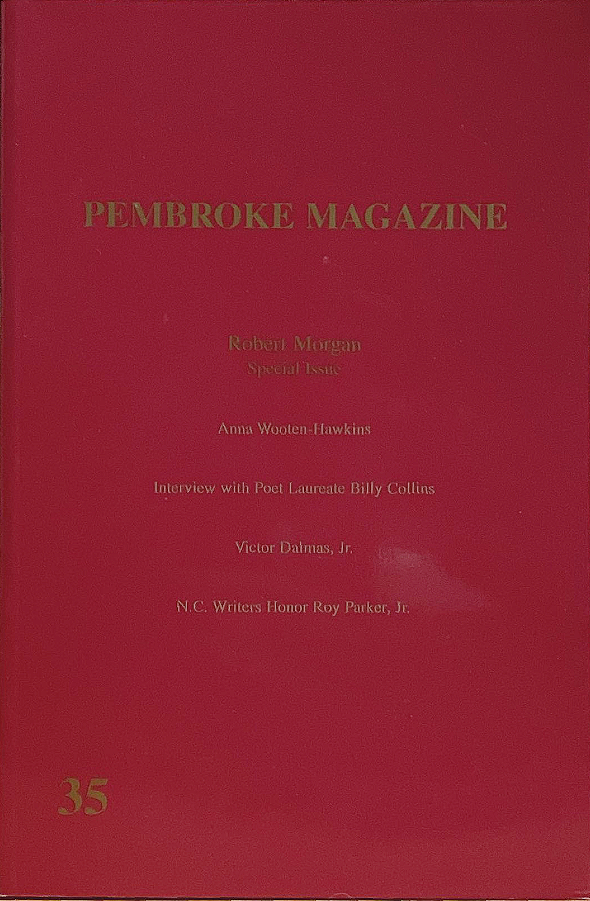 PEMBROKE MAGAZINE
Robert Morgan
Special Issue
Anna Wooten-Hawkins
Interview with Poet Laureate Billy Collins
Victor Dalmas, Jr.
N.C. Writers Honor Roy Parker, Jr.
35